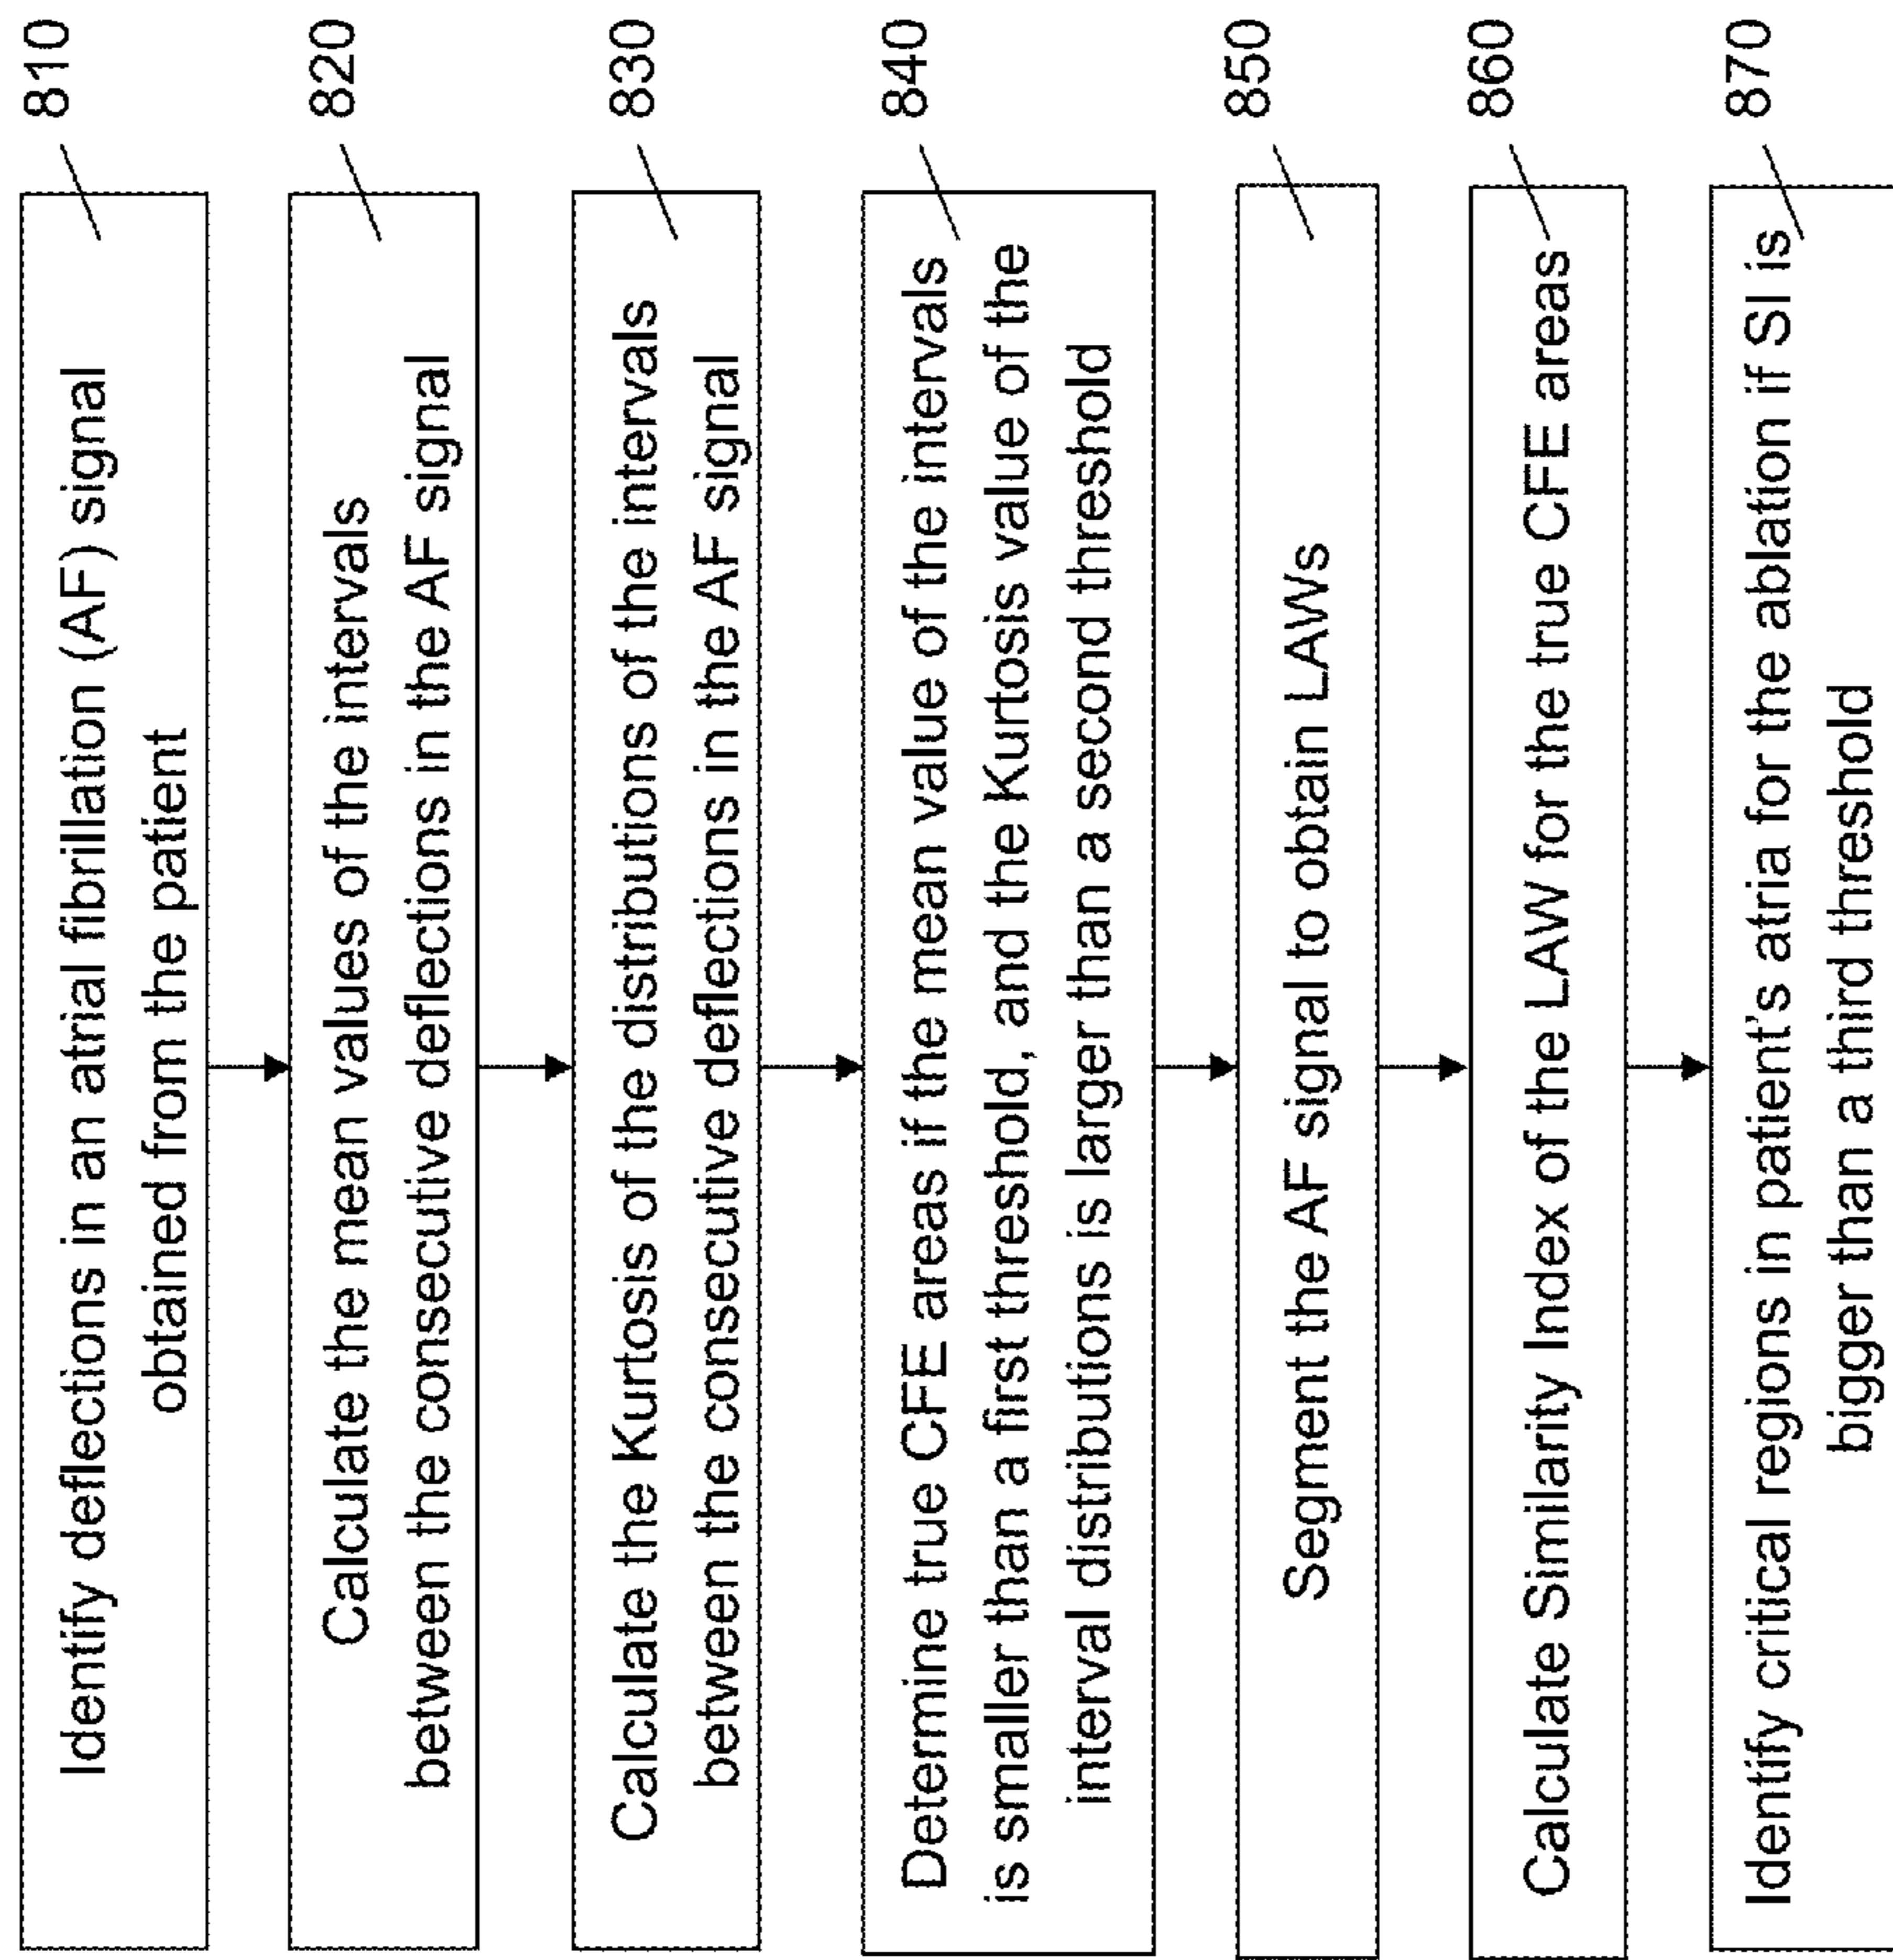 Identify deflections in an atrial fibrillation (AF) signal
obtained from the patient
810
Calculate the mean values of the intervals
between the consecutive deflections in the AF signal
820
Calculate the Kurtosis of the distributions of the intervals
between the consecutive deflections in the AF signal
830
Determine true CFE areas if the mean value of the intervals
is smaller than a first threshold, and the Kurtosis value of the
interval distributions is larger than a second threshold
840
Segment the AF signal to obtain LAWs
850
Calculate Similarity Index of the LAW for the true CFE areas
860
Identify critical regions in patient's atria for the ablation if SI is
bigger than a third threshold
870